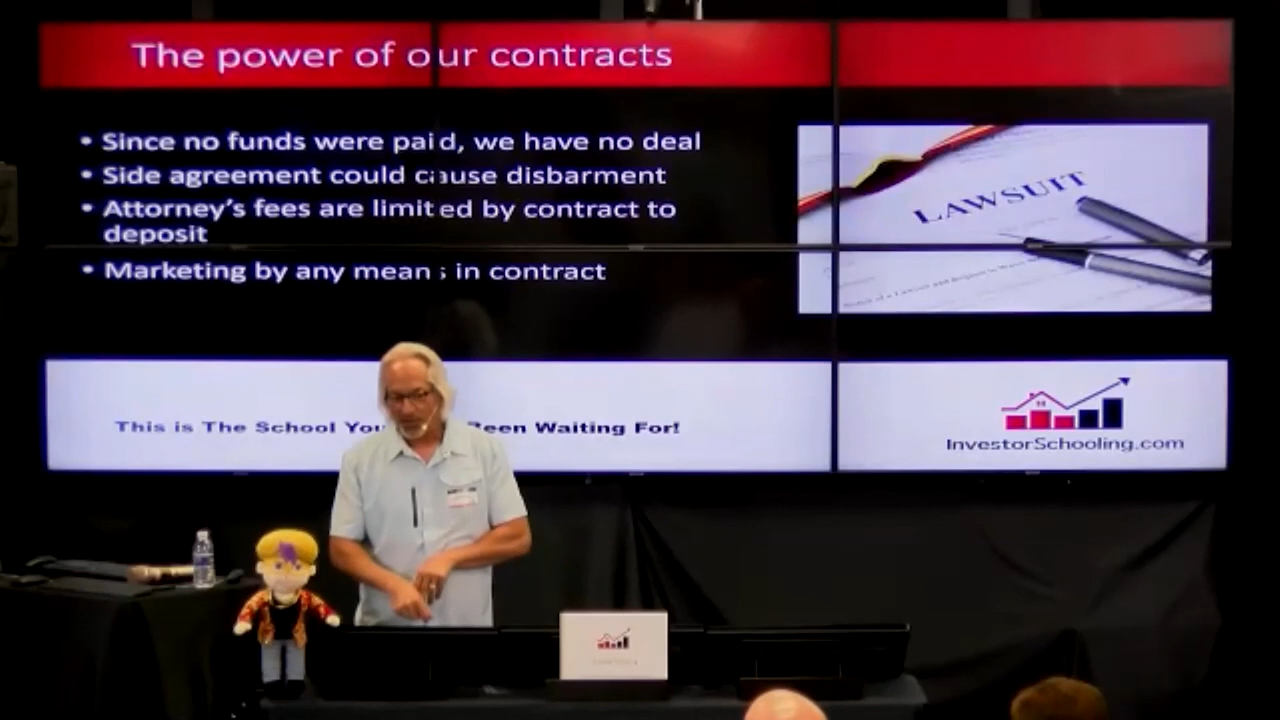 The power of our contracts
• Since no funds were paid, we have no deal
• Side agreement could cause disbarment
• Attorney's fees are limited by contract to
deposit
• Marketing by any means in contract
LAWSUIT
This is The School You Been Waiting For!
InvestorSchooling.com